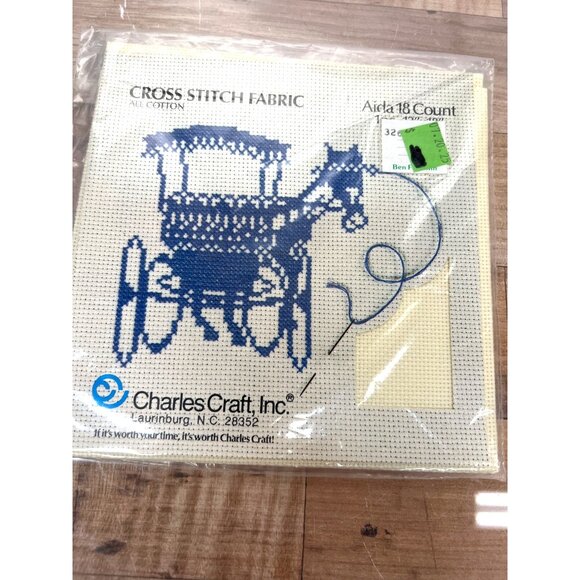 CROSS STITCH FABRIC
ALL COTTON
Aida 18 Count
326
Charles Craft, Inc.®
Laurinburg, N.C. 28352
If it's worth your time, it's worth Charles Craft!